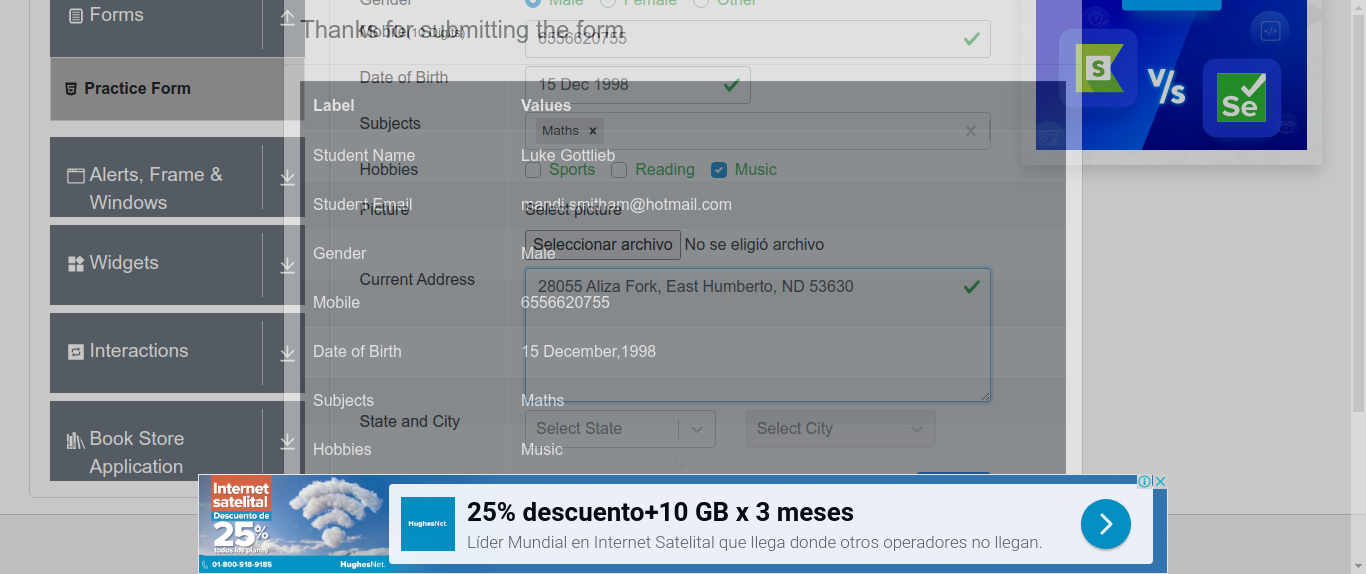 Forms
Practice Form
Alerts, Frame &
Windows
Widgets
Interactions
Book Store
Application
Thanks for submitting the form
Label Values
Student Name Luke Gottlieb
Student Email mandi.smitham@hotmail.com
Gender Male
Mobile 6556620755
Date of Birth 15 December,1998
Subjects Maths
Hobbies Music
Gender Male Female Other
Mobile(10 Digits) 6556620755
Date of Birth 15 Dec 1998
Subjects Maths ×
Hobbies Sports Reading Music
Picture Select picture
Seleccionar archivo No se eligió archivo
Current Address 28055 Aliza Fork, East Humberto, ND 53630
State and City Select State Select City
S V/s Se
Internet
satelital
Descuento de
25%
todos los planes
01-800-518-9185 HughesNet.
HughesNet.
25% descuento+10 GB x 3 meses
Líder Mundial en Internet Satelital que llega donde otros operadores no llegan.